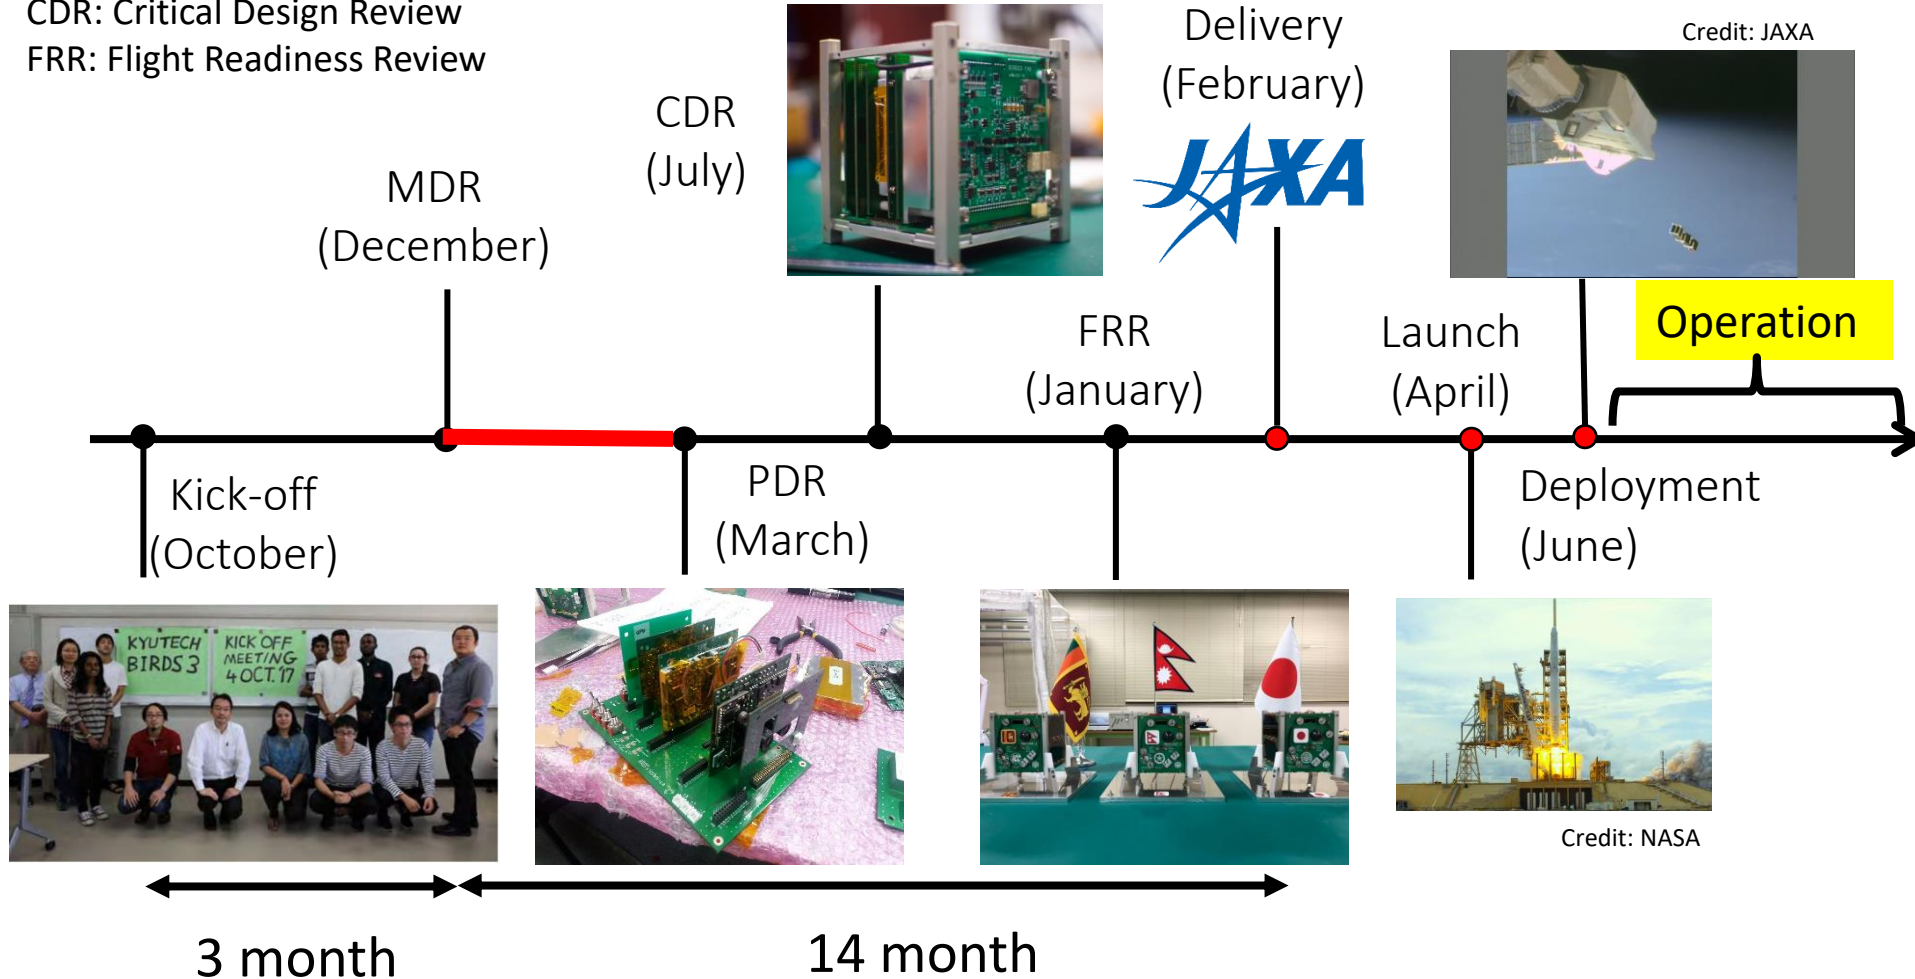 CDR: Critical Design Review
FRR: Flight Readiness Review
CDR
(July)
MDR
(December)
Delivery
(February)
JAXA
Credit: JAXA
FRR
(January)
Launch
(April)
Operation
Kick-off
(October)
PDR
(March)
Deployment
(June)
KYUTECH
BIRDS 3
KICK OFF
MEETING
4 OCT. 17
Credit: NASA
3 month
14 month